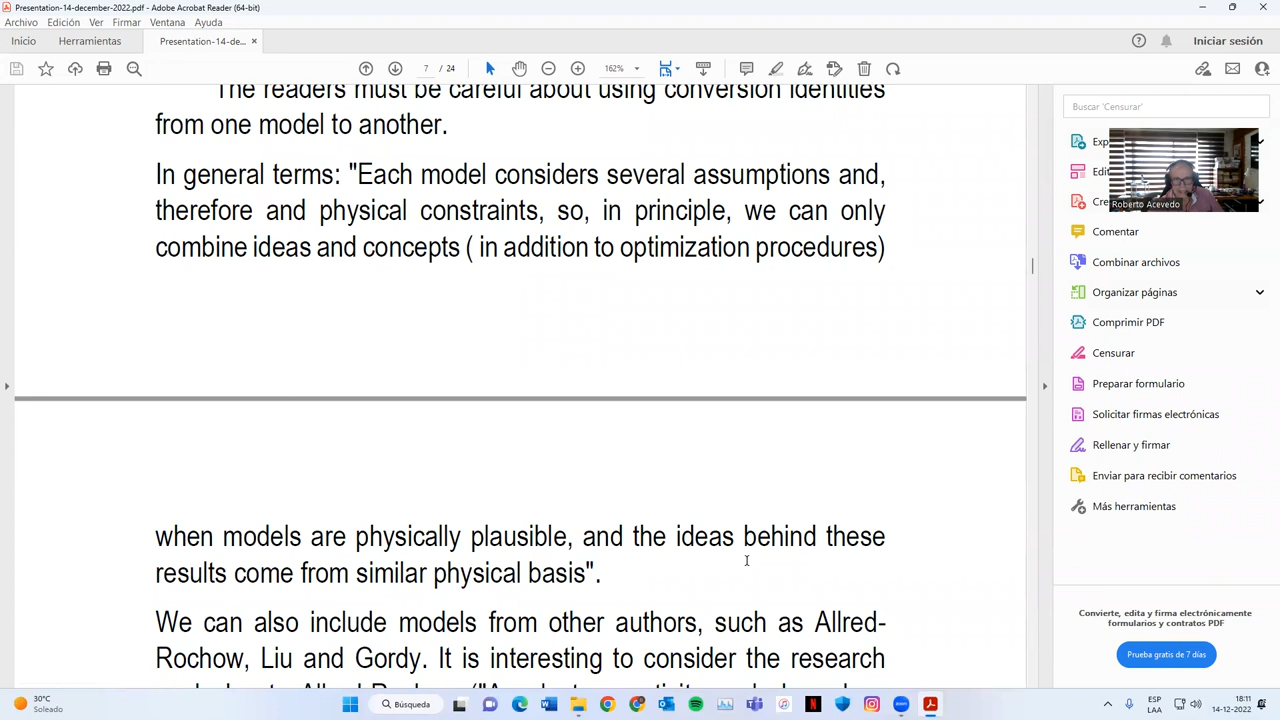 Presentation-14-december-2022.pdf - Adobe Acrobat Reader (64-bit)
Archivo Edición Ver Firmar Ventana Ayuda
Inicio Herramientas Presentation-14-de... × Iniciar sesión
7 / 24 162%
The readers must be careful about using conversion identities
from one model to another.
In general terms: "Each model considers several assumptions and,
therefore and physical constraints, so, in principle, we can only
combine ideas and concepts ( in addition to optimization procedures)
when models are physically plausible, and the ideas behind these
results come from similar physical basis".
We can also include models from other authors, such as Allred-
Rochow, Liu and Gordy. It is interesting to consider the research
Buscar 'Censurar'
Exp
Edit
Cre
Roberto Acevedo
Comentar
Combinar archivos
Organizar páginas
Comprimir PDF
Censurar
Preparar formulario
Solicitar firmas electrónicas
Rellenar y firmar
Enviar para recibir comentarios
Más herramientas
Convierte, edita y firma electrónicamente
formularios y contratos PDF
Prueba gratis de 7 días
30°C
Soleado
Búsqueda
ESP
LAA
18:11
14-12-2022